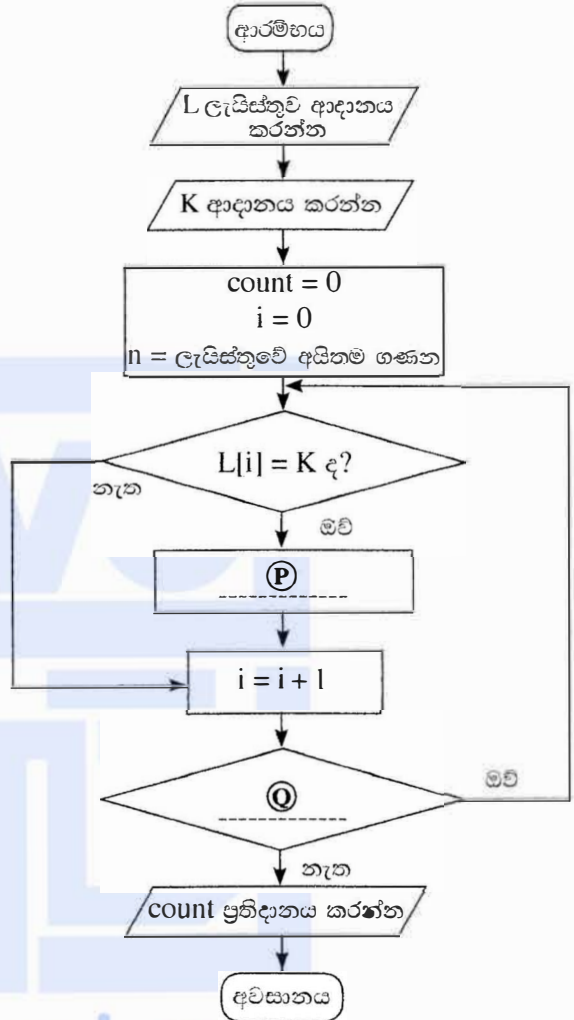 ආරම්භය
L ලැයිස්තුව ආදානය
කරන්න
K ආදානය කරන්න
count = 0
i = 0
n = ලැයිස්තුවේ අයිතම ගණන
L[i] = K ද?
නැත
ඔව්
Ⓟ
i = i + 1
Ⓠ
ඔව්
නැත
count ප්‍රතිදානය කරන්න
අවසානය